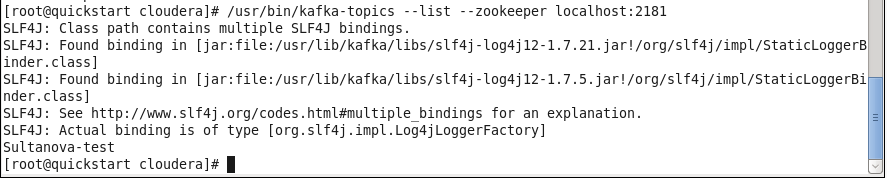 [root@quickstart cloudera]# /usr/bin/kafka-topics --list --zookeeper localhost:2181
SLF4J: Class path contains multiple SLF4J bindings.
SLF4J: Found binding in [jar:file:/usr/lib/kafka/libs/slf4j-log4j12-1.7.21.jar!/org/slf4j/impl/StaticLoggerB
inder.class]
SLF4J: Found binding in [jar:file:/usr/lib/kafka/libs/slf4j-log4j12-1.7.5.jar!/org/slf4j/impl/StaticLoggerBi
nder.class]
SLF4J: See http://www.slf4j.org/codes.html#multiple_bindings for an explanation.
SLF4J: Actual binding is of type [org.slf4j.impl.Log4jLoggerFactory]
Sultanova-test
[root@quickstart cloudera]#